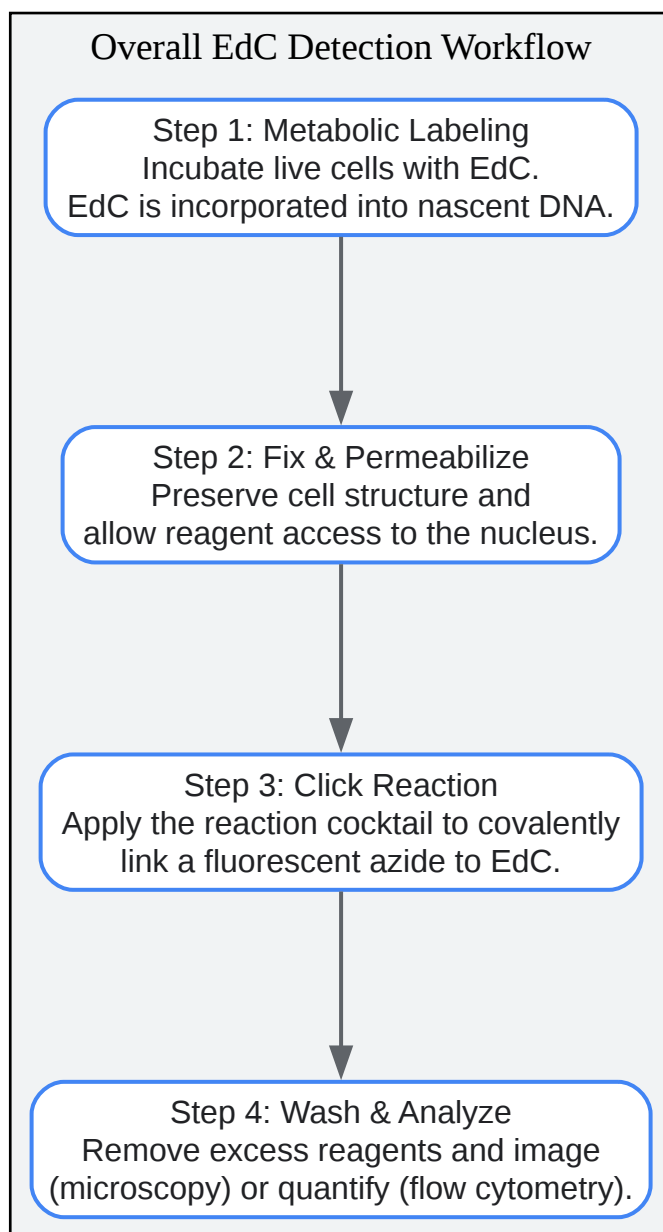 Overall EdC Detection Workflow
Step 1: Metabolic Labeling
Incubate live cells with EdC.
EdC is incorporated into nascent DNA.
Step 2: Fix & Permeabilize
Preserve cell structure and
allow reagent access to the nucleus.
Step 3: Click Reaction
Apply the reaction cocktail to covalently
link a fluorescent azide to EdC.
Step 4: Wash & Analyze
Remove excess reagents and image
(microscopy) or quantify (flow cytometry).